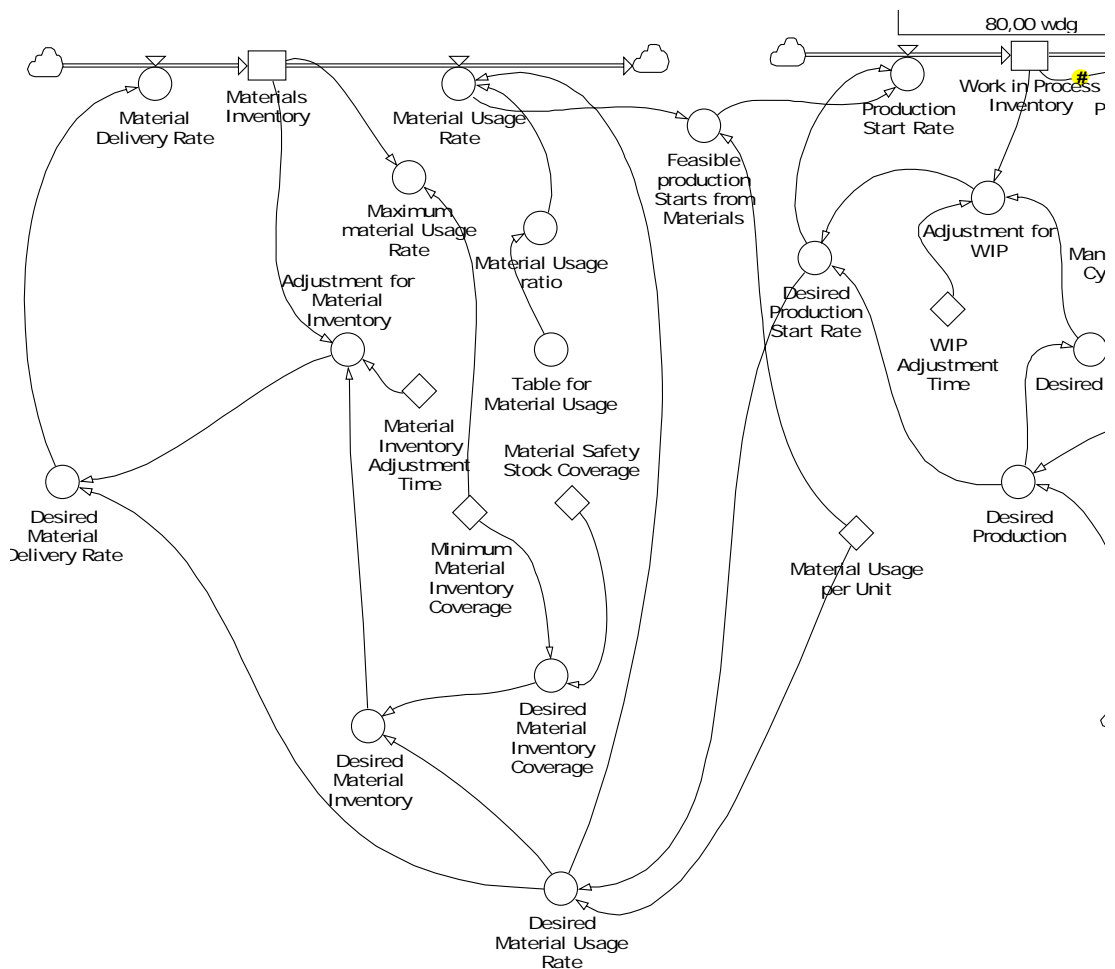 80,00 wdg
Material
Delivery Rate
Materials
Inventory
Material Usage
Rate
Production
Start Rate
Work in Process
Inventory
#
P
Feasible
production
Starts from
Materials
Maximum
material Usage
Rate
Material Usage
ratio
Adjustment for
WIP
Man
Cy
Adjustment for
Material
Inventory
Desired
Production
Start Rate
WIP
Adjustment
Time
Table for
Material Usage
Desired
Material
Inventory
Adjustment
Time
Material Safety
Stock Coverage
Desired
Material
Delivery Rate
Minimum
Material
Inventory
Coverage
Desired
Production
Material Usage
per Unit
Desired
Material
Inventory
Coverage
Desired
Material
Inventory
Desired
Material Usage
Rate